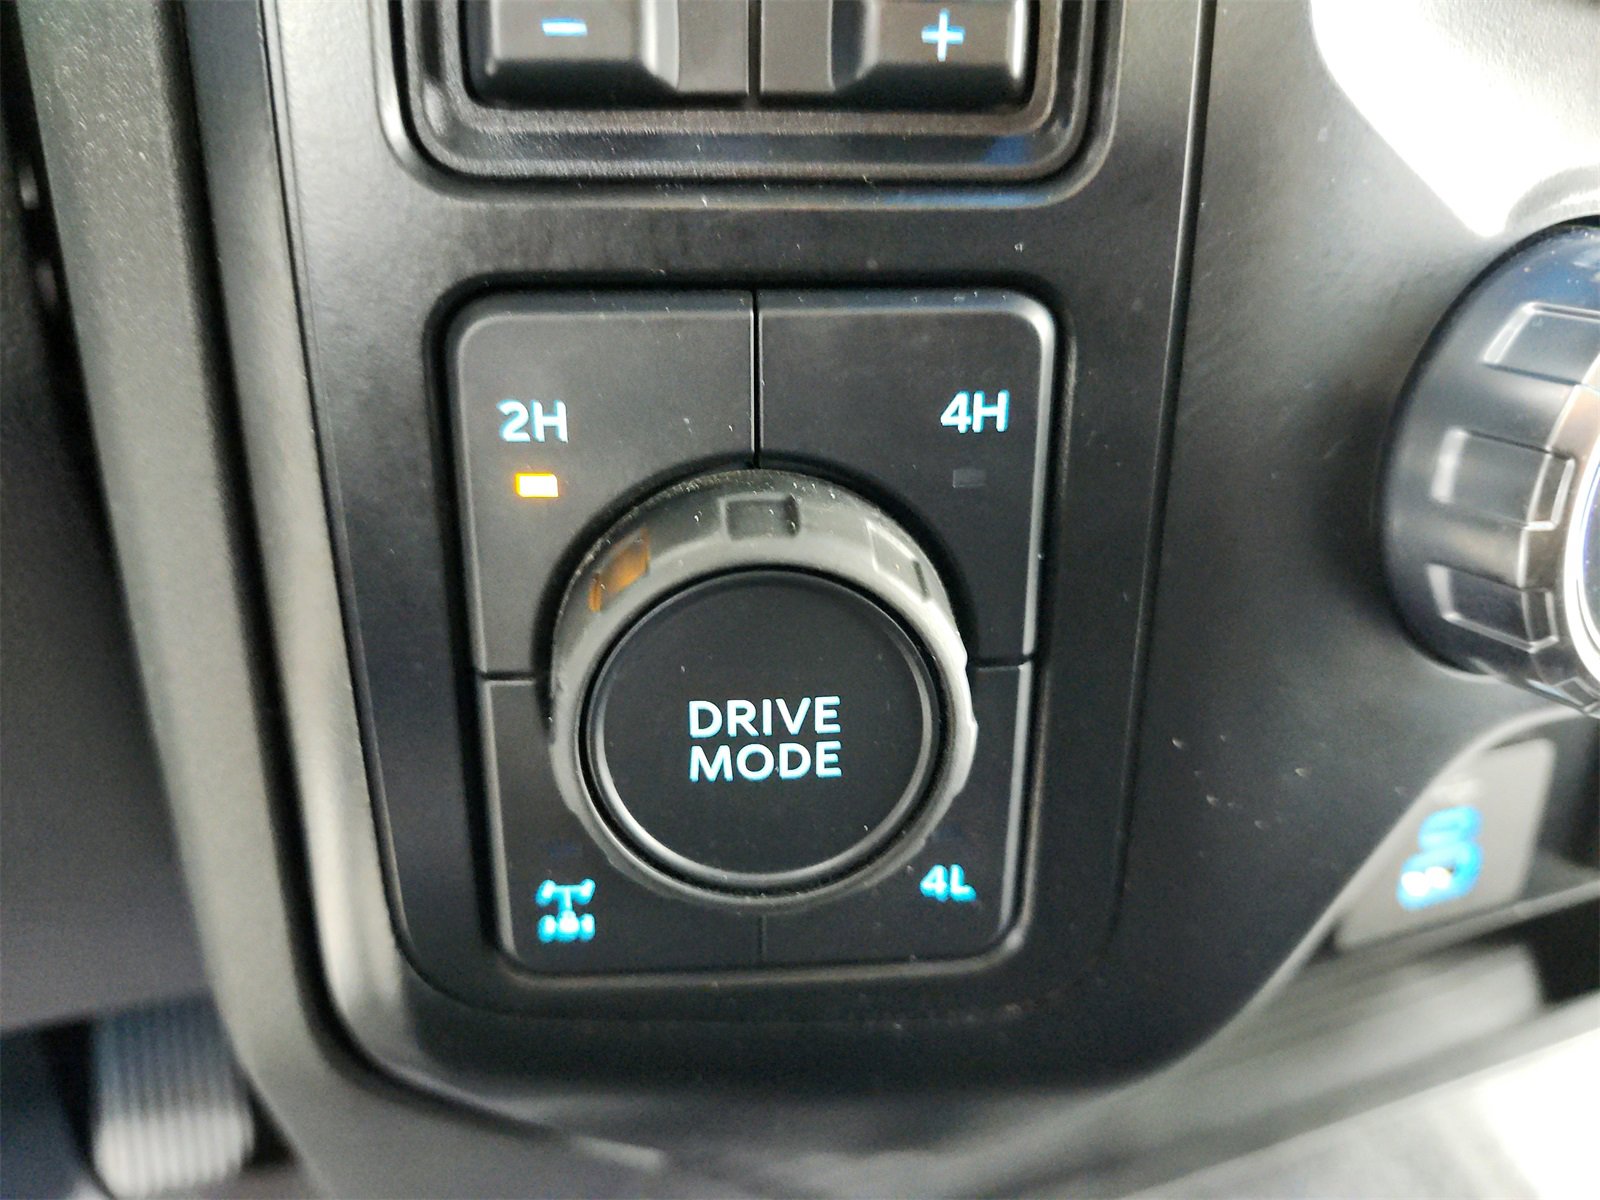 - +
2H 4H
DRIVE
MODE
4L